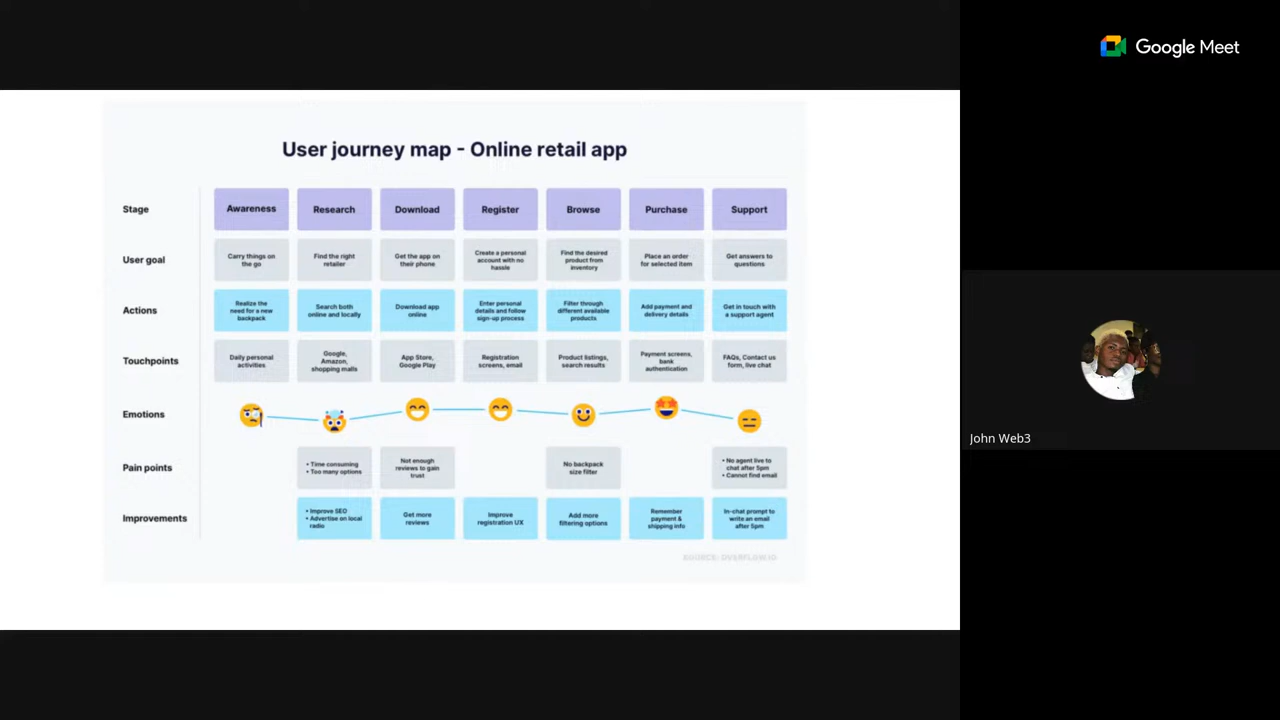 Google Meet
User journey map - Online retail app
Stage
Awareness
Research
Download
Register
Browse
Purchase
Support
User goal
Carry things on
the go
Find the right
retailer
Get the app on
their phone
Create a personal
account with no
hassle
Find the desired
product from
inventory
Place an order
for selected item
Get answers to
questions
Actions
Realize the
need for a new
backpack
Search both
online and locally
Download app
online
Enter personal
details and follow
sign-up process
Filter through
different available
products
Add payment and
delivery details
Get in touch with
a support agent
Touchpoints
Daily personal
activities
Google,
Amazon,
shopping malls
App Store,
Google Play
Registration
screens, email
Product listings,
search results
Payment screens,
bank
authentication
FAQs, Contact us
form, live chat
Emotions
Pain points
• Time consuming
• Too many options
Not enough
reviews to gain
trust
No backpack
size filter
• No agent live to
chat after 5pm
• Cannot find email
Improvements
• Improve SEO
• Advertise on local
radio
Get more
reviews
Improve
registration UX
Add more
filtering options
Remember
payment &
shipping info
In-chat prompt to
write an email
after 5pm
SOURCE: OVERFLOW.IO
John Web3